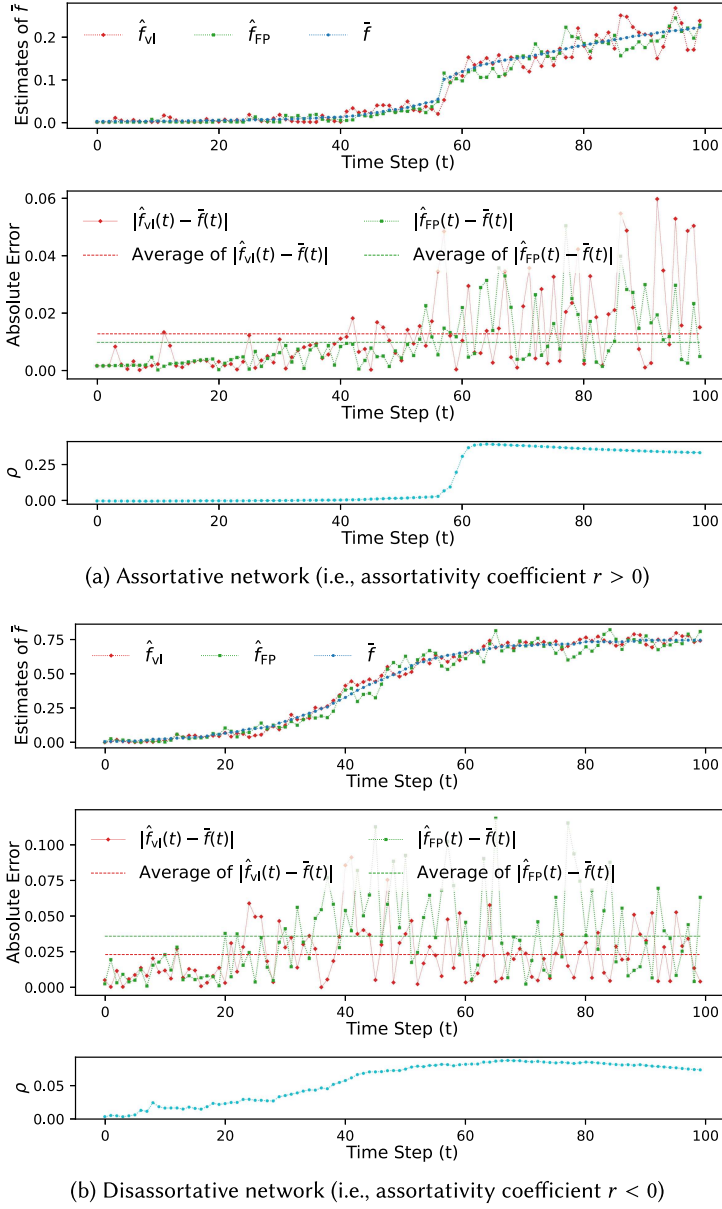 Estimates of f̄
0.2
0.1
0.0
f̂_vI f̂_FP f̄
0 20 40 60 80 100
Time Step (t)
Absolute Error
0.06
0.04
0.02
0.00
|f̂_vI(t) − f̄(t)| |f̂_FP(t) − f̄(t)|
Average of |f̂_vI(t) − f̄(t)| Average of |f̂_FP(t) − f̄(t)|
0 20 40 60 80 100
Time Step (t)
ρ
0.25
0.00
0 20 40 60 80 100
Time Step (t)
(a) Assortative network (i.e., assortativity coefficient r > 0)
Estimates of f̄
0.75
0.50
0.25
0.00
f̂_vI f̂_FP f̄
0 20 40 60 80 100
Time Step (t)
Absolute Error
0.100
0.075
0.050
0.025
0.000
|f̂_vI(t) − f̄(t)| |f̂_FP(t) − f̄(t)|
Average of |f̂_vI(t) − f̄(t)| Average of |f̂_FP(t) − f̄(t)|
0 20 40 60 80 100
Time Step (t)
ρ
0.05
0.00
0 20 40 60 80 100
Time Step (t)
(b) Disassortative network (i.e., assortativity coefficient r < 0)